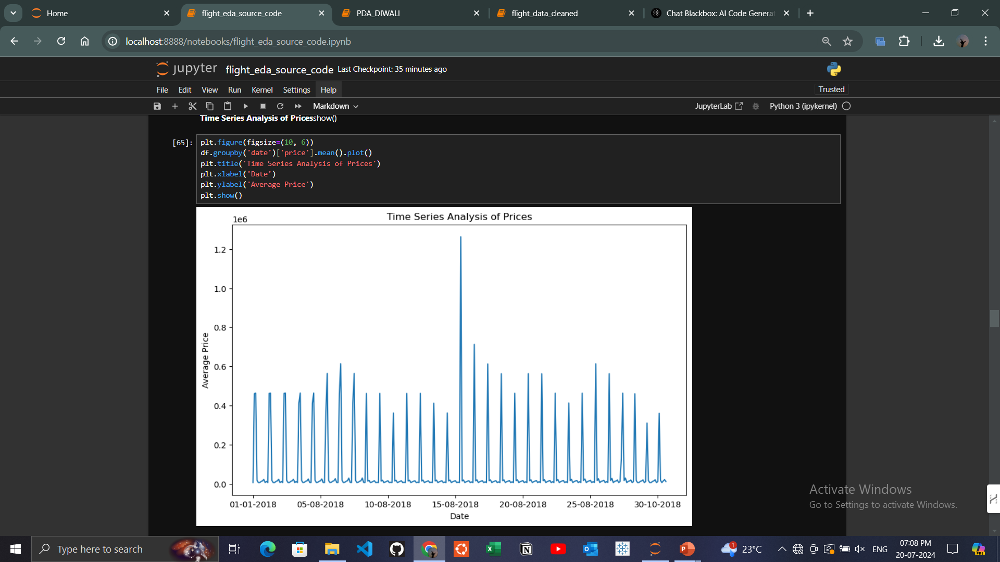 Home
flight_eda_source_code
PDA_DIWALI
flight_data_cleaned
Chat Blackbox: AI Code Generat
localhost:8888/notebooks/flight_eda_source_code.ipynb
jupyter flight_eda_source_code Last Checkpoint: 35 minutes ago
File Edit View Run Kernel Settings Help
Trusted
Markdown
JupyterLab
Python 3 (ipykernel)
Time Series Analysis of Pricesshow()
[65]:
plt.figure(figsize=(10, 6))
df.groupby('date')['price'].mean().plot()
plt.title('Time Series Analysis of Prices')
plt.xlabel('Date')
plt.ylabel('Average Price')
plt.show()
Time Series Analysis of Prices
1e6
1.2
1.0
0.8
0.6
0.4
0.2
0.0
Average Price
01-01-2018 05-08-2018 10-08-2018 15-08-2018 20-08-2018 25-08-2018 30-10-2018
Date
Activate Windows
Go to Settings to activate Windows.
Type here to search
1
23°C
ENG
07:08 PM
20-07-2024
PRE